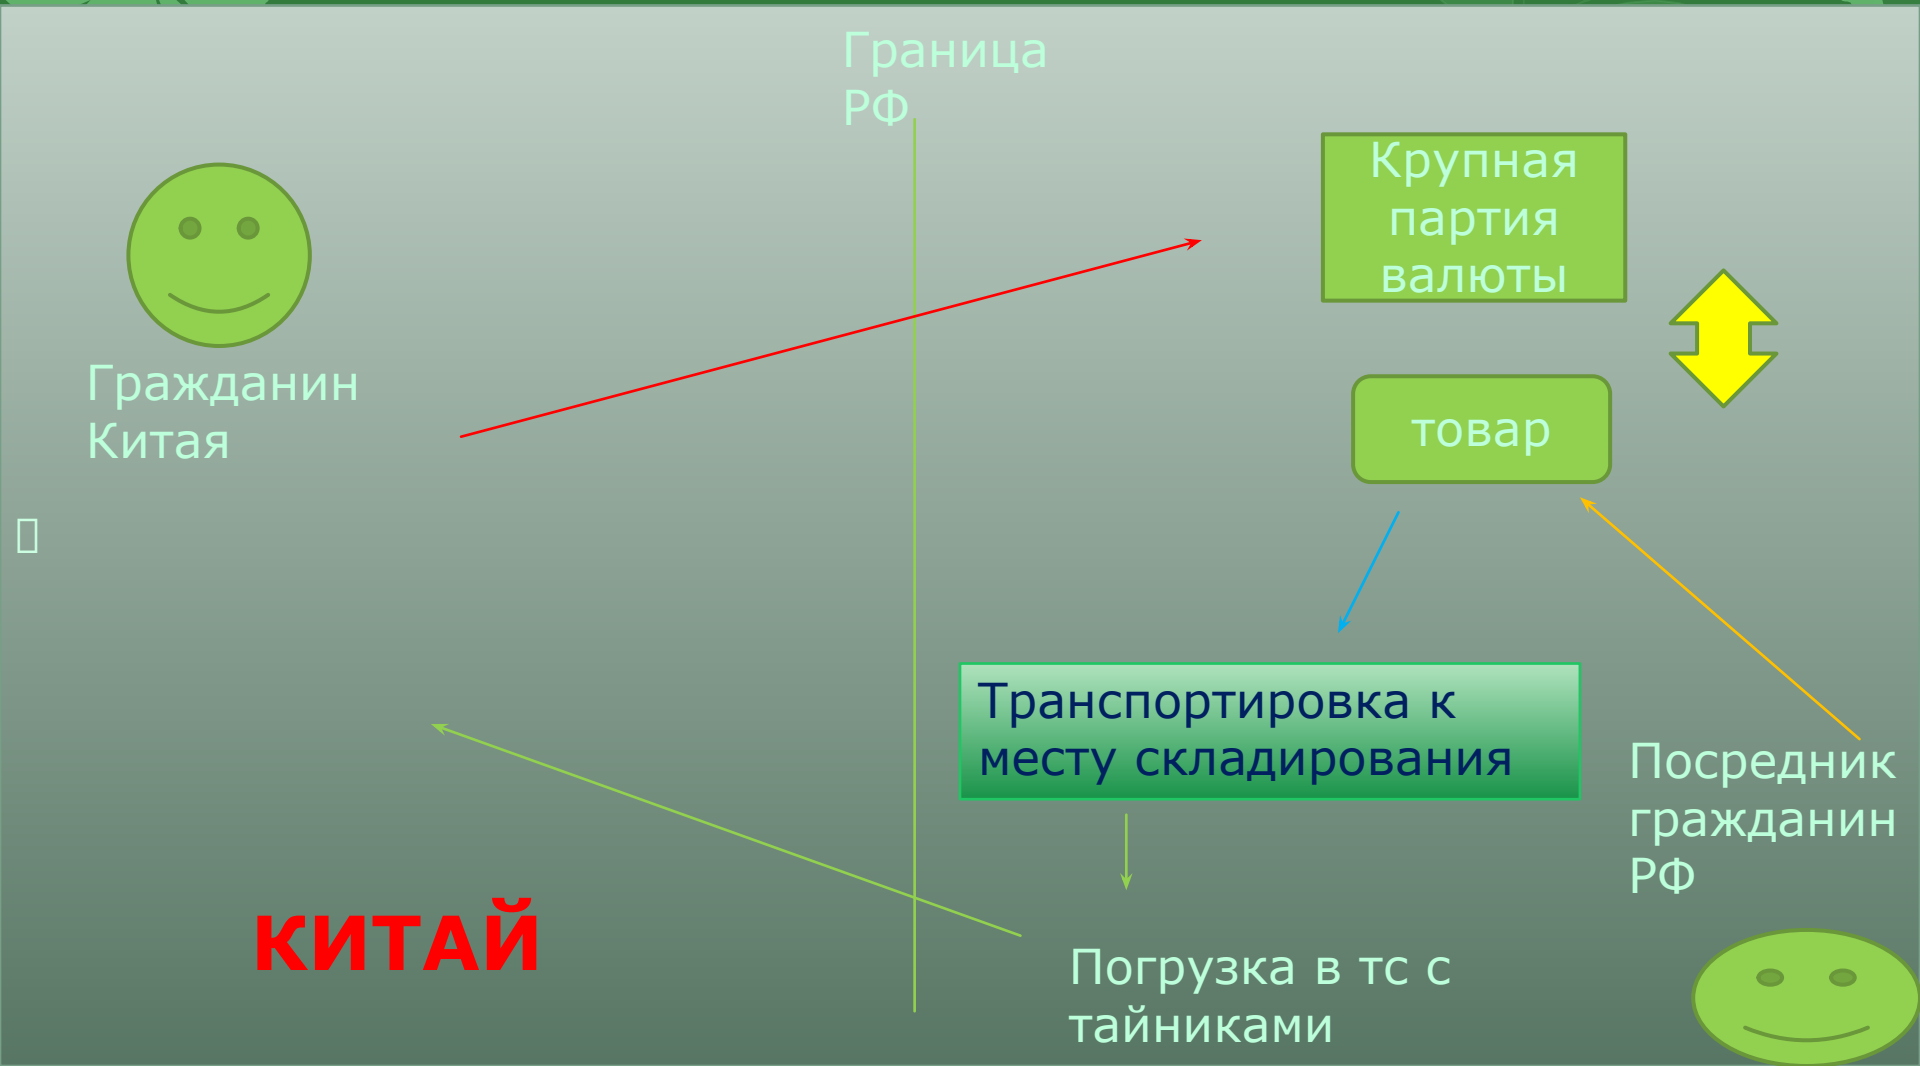 Граница
РФ
Крупная
партия
валюты
Гражданин
Китая
товар
Транспортировка к
месту складирования
Посредник
гражданин
РФ
КИТАЙ
Погрузка в тс с
тайниками